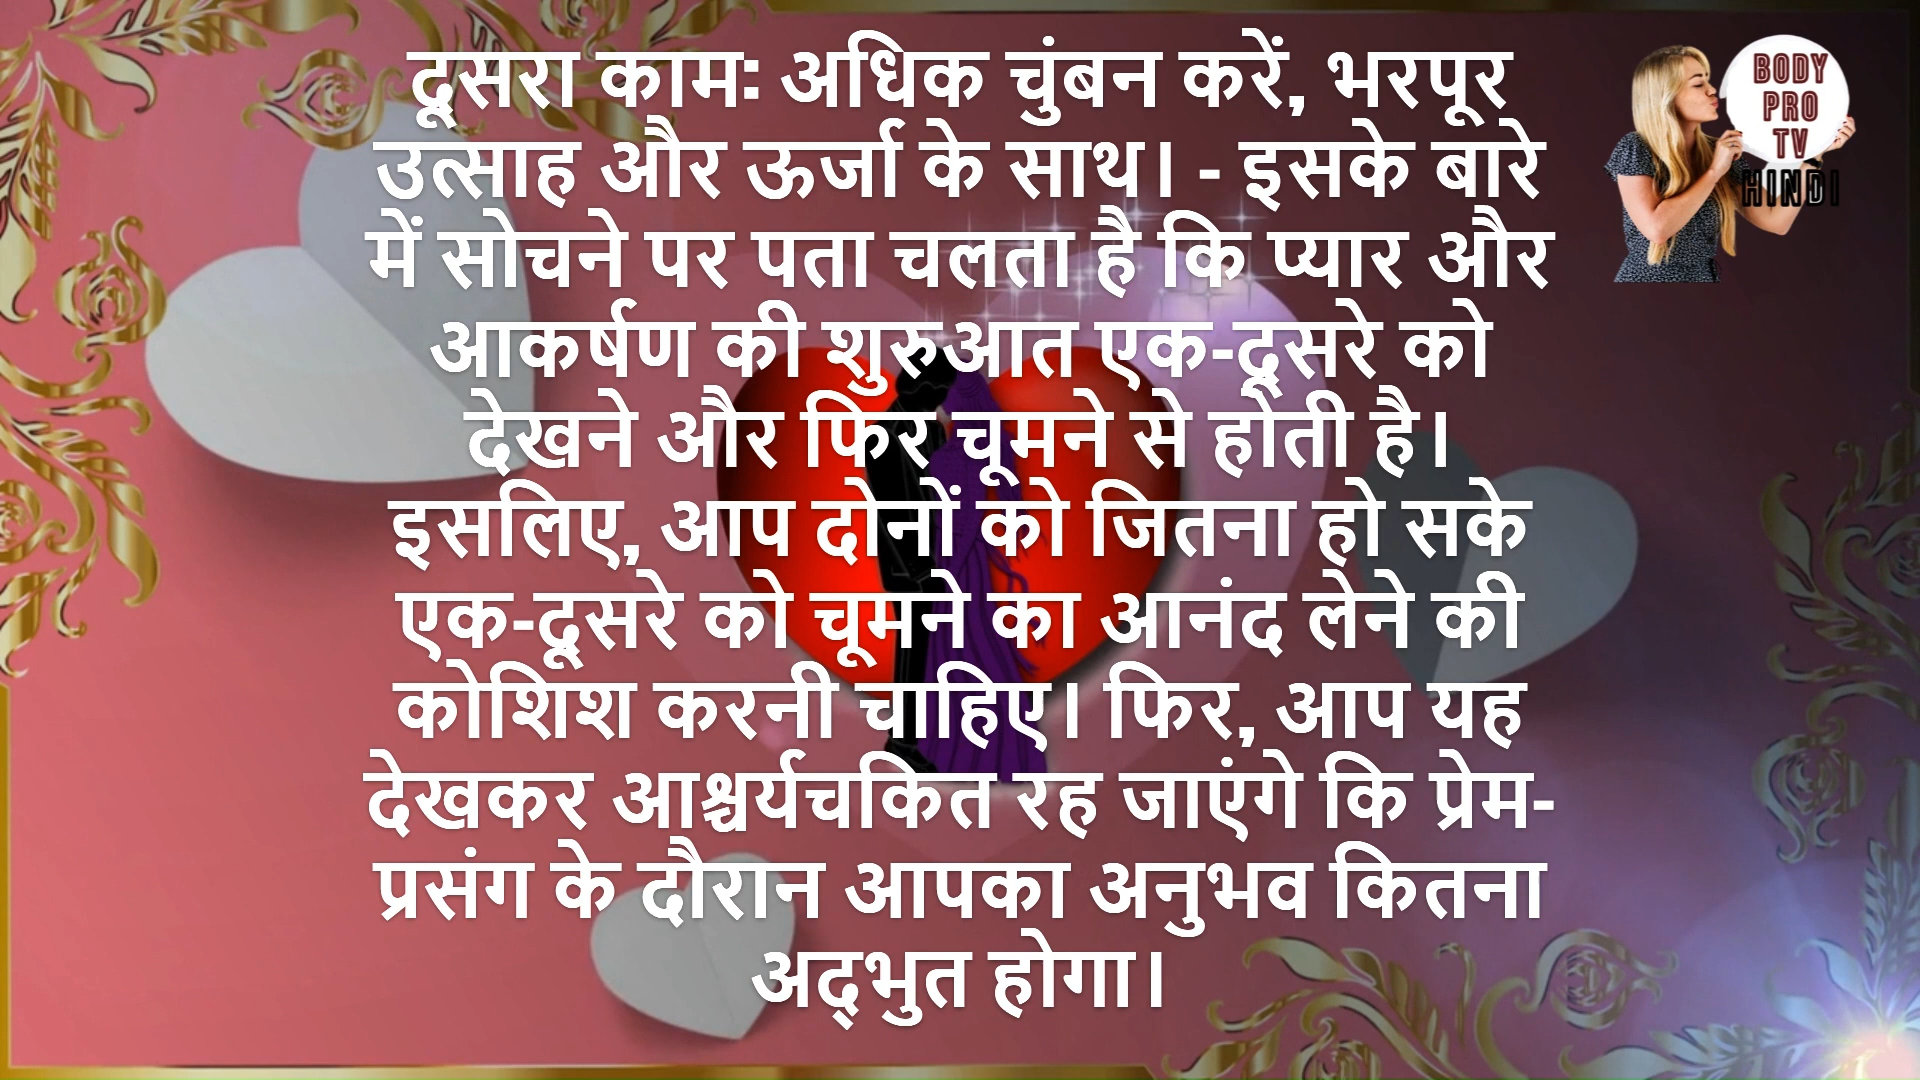 दूसरा काम: अधिक चुंबन करें, भरपूर
उत्साह और ऊर्जा के साथ। - इसके बारे
में सोचने पर पता चलता है कि प्यार और
आकर्षण की शुरुआत एक-दूसरे को
देखने और फिर चूमने से होती है।
इसलिए, आप दोनों को जितना हो सके
एक-दूसरे को चूमने का आनंद लेने की
कोशिश करनी चाहिए। फिर, आप यह
देखकर आश्चर्यचकित रह जाएंगे कि प्रेम-
प्रसंग के दौरान आपका अनुभव कितना
अद्भुत होगा।
BODY
PRO
TV
HINDI